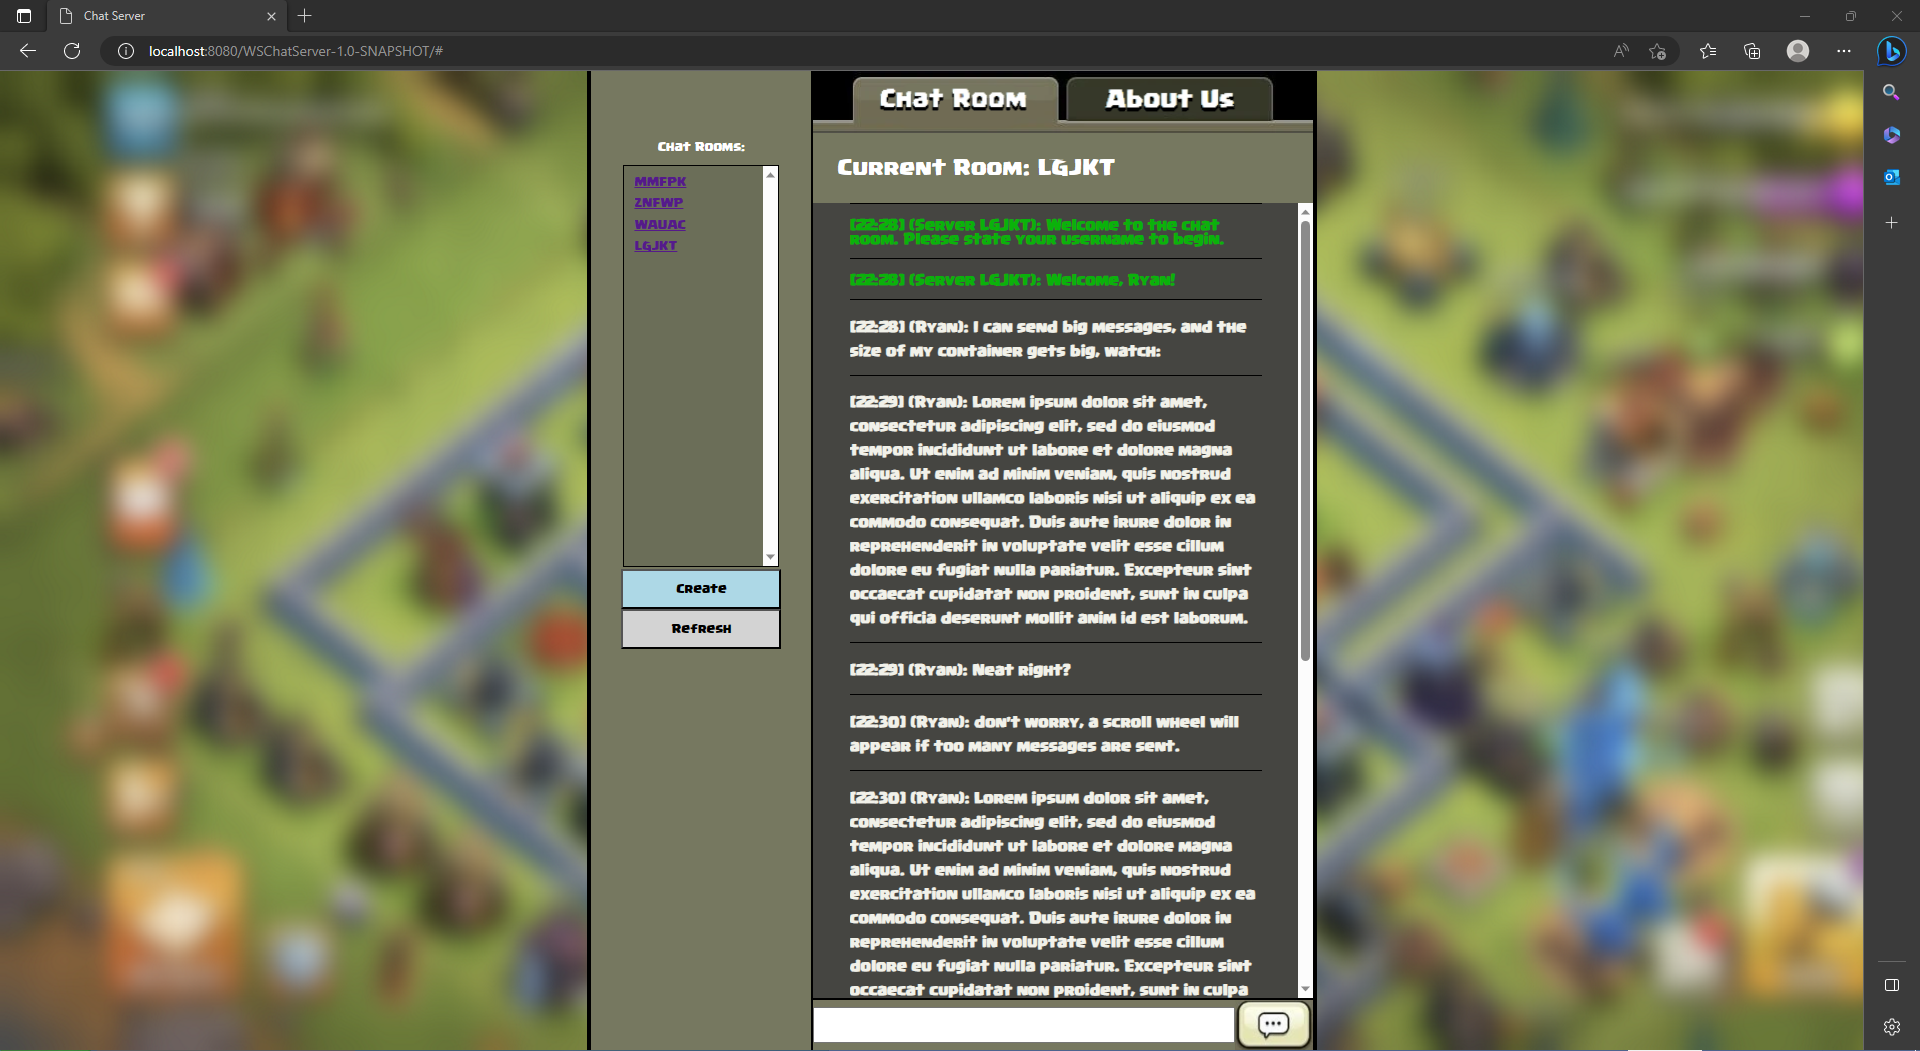 Chat Server
localhost:8080/WSChatServer-1.0-SNAPSHOT/#
Chat Room
About Us
Chat Rooms:
MMFPK
ZNFWP
WAUAC
LGJKT
Create
Refresh
Current Room: LGJKT
[22:28] (Server LGJKT): Welcome to the chat
room. Please state your username to begin.
[22:28] (Server LGJKT): Welcome, Ryan!
[22:28] (Ryan): I can send big messages, and the
size of my container gets big, watch:
[22:29] (Ryan): Lorem ipsum dolor sit amet,
consectetur adipiscing elit, sed do eiusmod
tempor incididunt ut labore et dolore magna
aliqua. Ut enim ad minim veniam, quis nostrud
exercitation ullamco laboris nisi ut aliquip ex ea
commodo consequat. Duis aute irure dolor in
reprehenderit in voluptate velit esse cillum
dolore eu fugiat nulla pariatur. Excepteur sint
occaecat cupidatat non proident, sunt in culpa
qui officia deserunt mollit anim id est laborum.
[22:29] (Ryan): Neat right?
[22:30] (Ryan): don't worry, a scroll wheel will
appear if too many messages are sent.
[22:30] (Ryan): Lorem ipsum dolor sit amet,
consectetur adipiscing elit, sed do eiusmod
tempor incididunt ut labore et dolore magna
aliqua. Ut enim ad minim veniam, quis nostrud
exercitation ullamco laboris nisi ut aliquip ex ea
commodo consequat. Duis aute irure dolor in
reprehenderit in voluptate velit esse cillum
dolore eu fugiat nulla pariatur. Excepteur sint
occaecat cupidatat non proident, sunt in culpa